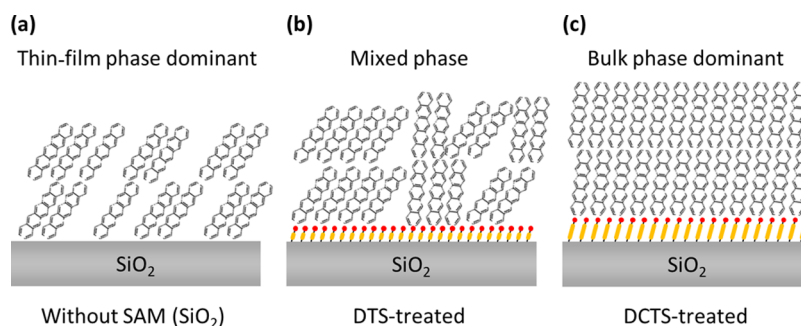 (a)
Thin-film phase dominant
SiO₂
Without SAM (SiO₂)
(b)
Mixed phase
SiO₂
DTS-treated
(c)
Bulk phase dominant
SiO₂
DCTS-treated